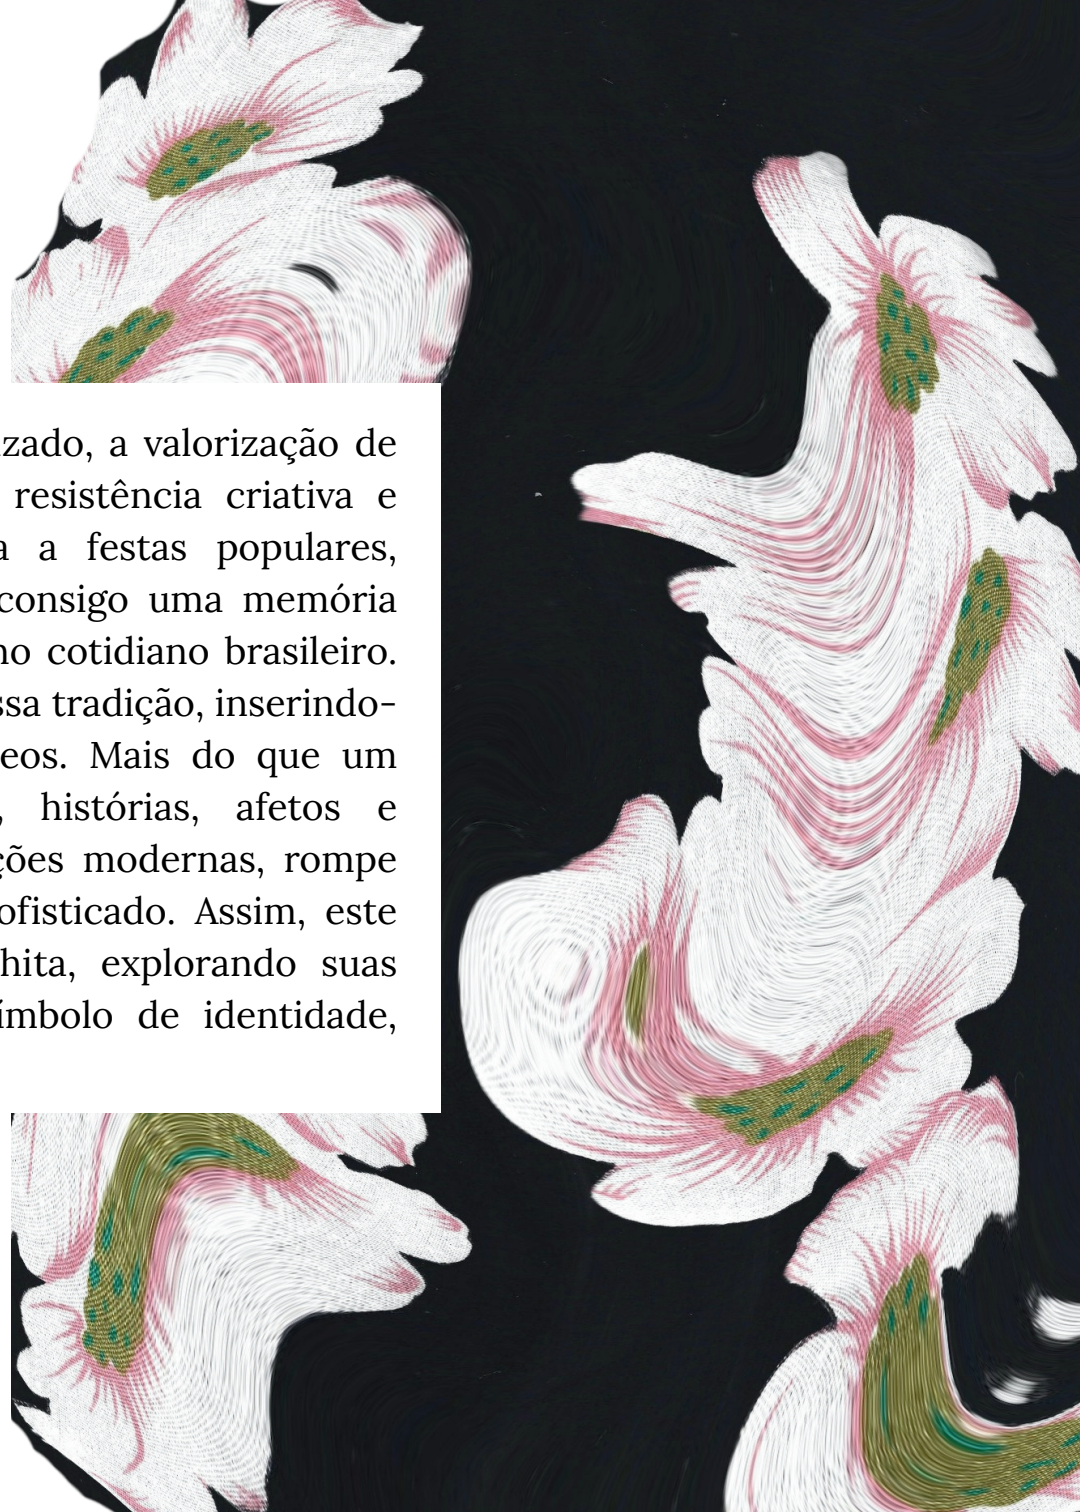 zado, a valorização de
resistência criativa e
a a festas populares,
consigo uma memória
no cotidiano brasileiro.
ssa tradição, inserindo-
eos. Mais do que um
, histórias, afetos e
ções modernas, rompe
ofisticado. Assim, este
hita, explorando suas
ímbolo de identidade,